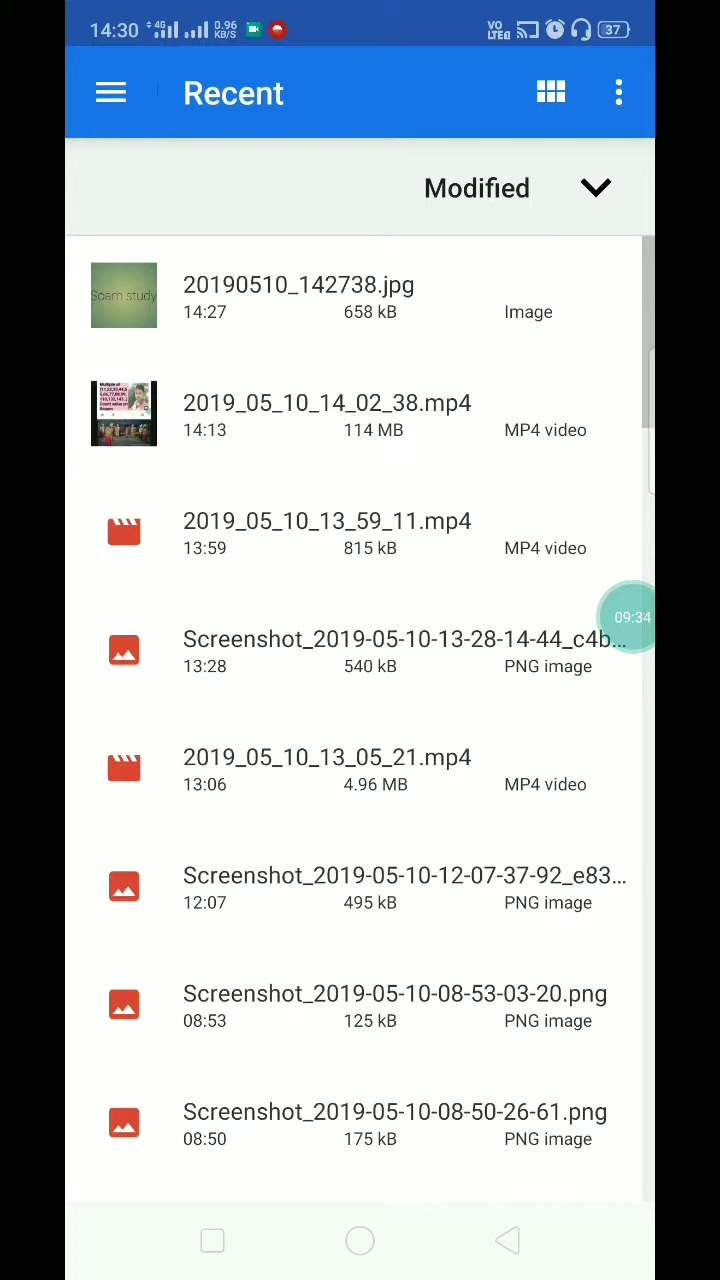 14:30 4G 0.96 KB/S VO LTE 37
Recent
Modified
20190510_142738.jpg
14:27 658 kB Image
Soam study
2019_05_10_14_02_38.mp4
14:13 114 MB MP4 video
2019_05_10_13_59_11.mp4
13:59 815 kB MP4 video
09:34
Screenshot_2019-05-10-13-28-14-44_c4b...
13:28 540 kB PNG image
2019_05_10_13_05_21.mp4
13:06 4.96 MB MP4 video
Screenshot_2019-05-10-12-07-37-92_e83...
12:07 495 kB PNG image
Screenshot_2019-05-10-08-53-03-20.png
08:53 125 kB PNG image
Screenshot_2019-05-10-08-50-26-61.png
08:50 175 kB PNG image